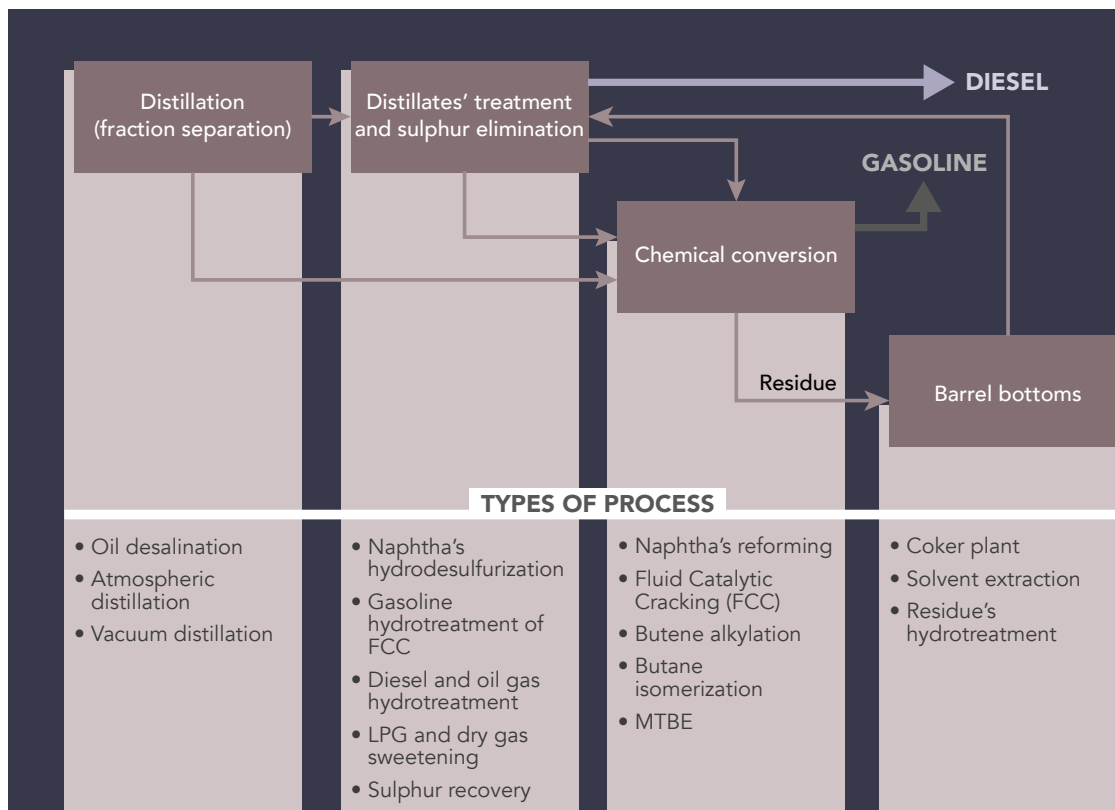 Distillation
(fraction separation)
Distillates’ treatment
and sulphur elimination
DIESEL
GASOLINE
Chemical conversion
Residue
Barrel bottoms
TYPES OF PROCESS
• Oil desalination
• Atmospheric
distillation
• Vacuum distillation
• Naphtha’s
hydrodesulfurization
• Gasoline
hydrotreatment of
FCC
• Diesel and oil gas
hydrotreatment
• LPG and dry gas
sweetening
• Sulphur recovery
• Naphtha’s reforming
• Fluid Catalytic
Cracking (FCC)
• Butene alkylation
• Butane
isomerization
• MTBE
• Coker plant
• Solvent extraction
• Residue’s
hydrotreatment